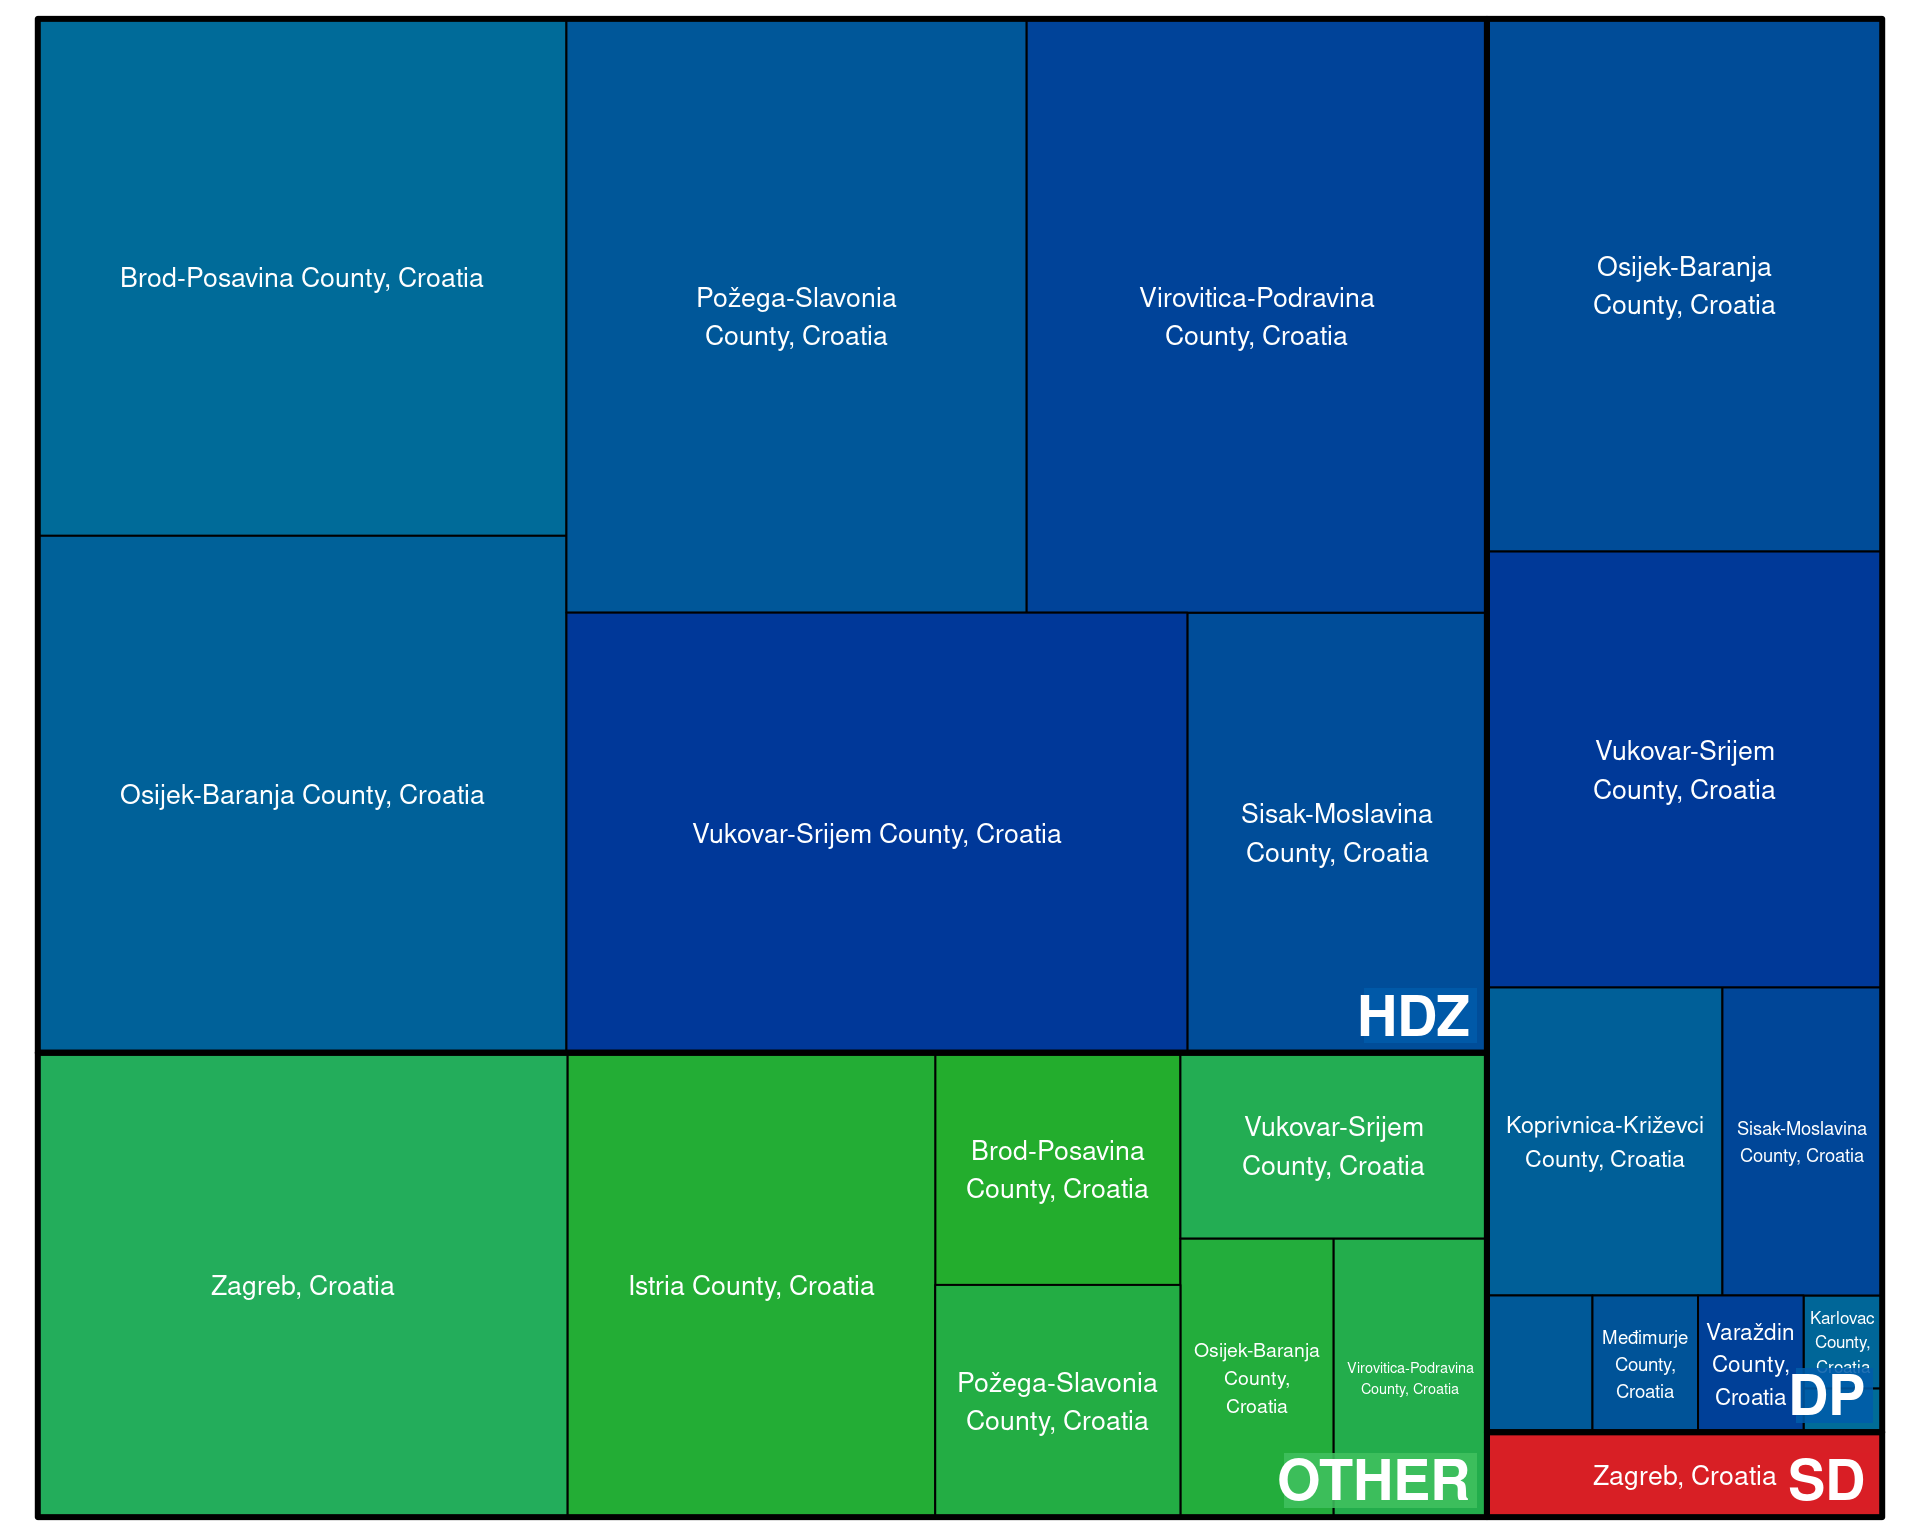 Brod-Posavina County, Croatia
Osijek-Baranja County, Croatia
Požega-Slavonia
County, Croatia
Virovitica-Podravina
County, Croatia
Vukovar-Srijem County, Croatia
Sisak-Moslavina
County, Croatia
HDZ
Zagreb, Croatia
Istria County, Croatia
Brod-Posavina
County, Croatia
Požega-Slavonia
County, Croatia
Vukovar-Srijem
County, Croatia
Osijek-Baranja
County,
Croatia
Virovitica-Podravina
County, Croatia
OTHER
Osijek-Baranja
County, Croatia
Vukovar-Srijem
County, Croatia
Koprivnica-Križevci
County, Croatia
Sisak-Moslavina
County, Croatia
Međimurje
County,
Croatia
Varaždin
County,
Croatia
Karlovac
County,
Croatia
DP
Zagreb, Croatia
SD